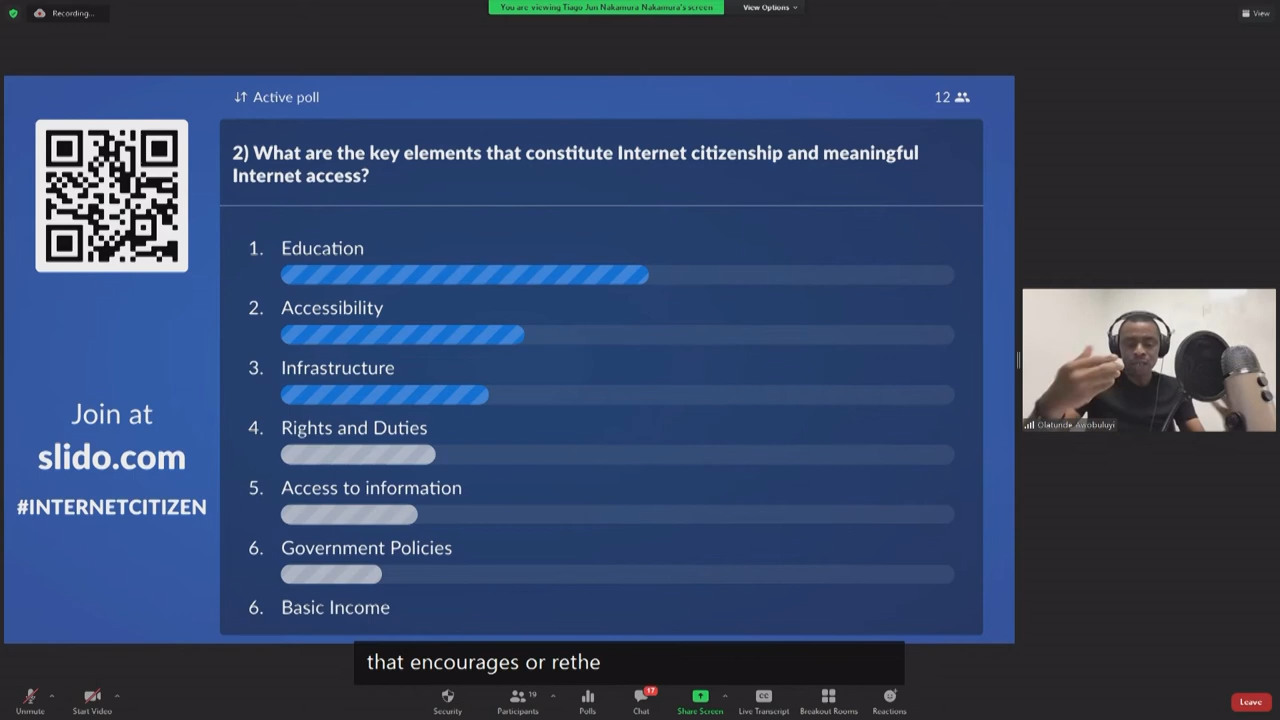 Recording...
You are viewing Tiago Jun Nakamura Nakamura's screen
View Options
View
Active poll
12
2) What are the key elements that constitute Internet citizenship and meaningful
Internet access?
1. Education
2. Accessibility
3. Infrastructure
4. Rights and Duties
5. Access to information
6. Government Policies
6. Basic Income
Join at
slido.com
#INTERNETCITIZEN
Olatunde Awobuluyi
that encourages or rethe
Unmute
Start Video
Security
Participants
19
Polls
Chat
17
Share Screen
Live Transcript
Breakout Rooms
Reactions
Leave